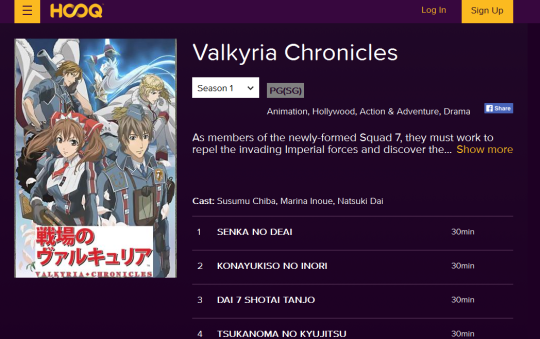 HOOQ
Log In
Sign Up
Valkyria Chronicles
Season 1
PG(SG)
Animation, Hollywood, Action & Adventure, Drama
Share
As members of the newly-formed Squad 7, they must work to
repel the invading Imperial forces and discover the... Show more
Cast: Susumu Chiba, Marina Inoue, Natsuki Dai
1 SENKA NO DEAI 30min
2 KONAYUKISO NO INORI 30min
3 DAI 7 SHOTAI TANJO 30min
4 TSUKANOMA NO KYUJITSU 30min
戦場の
ヴァルキュリア
VALKYRIA CHRONICLES